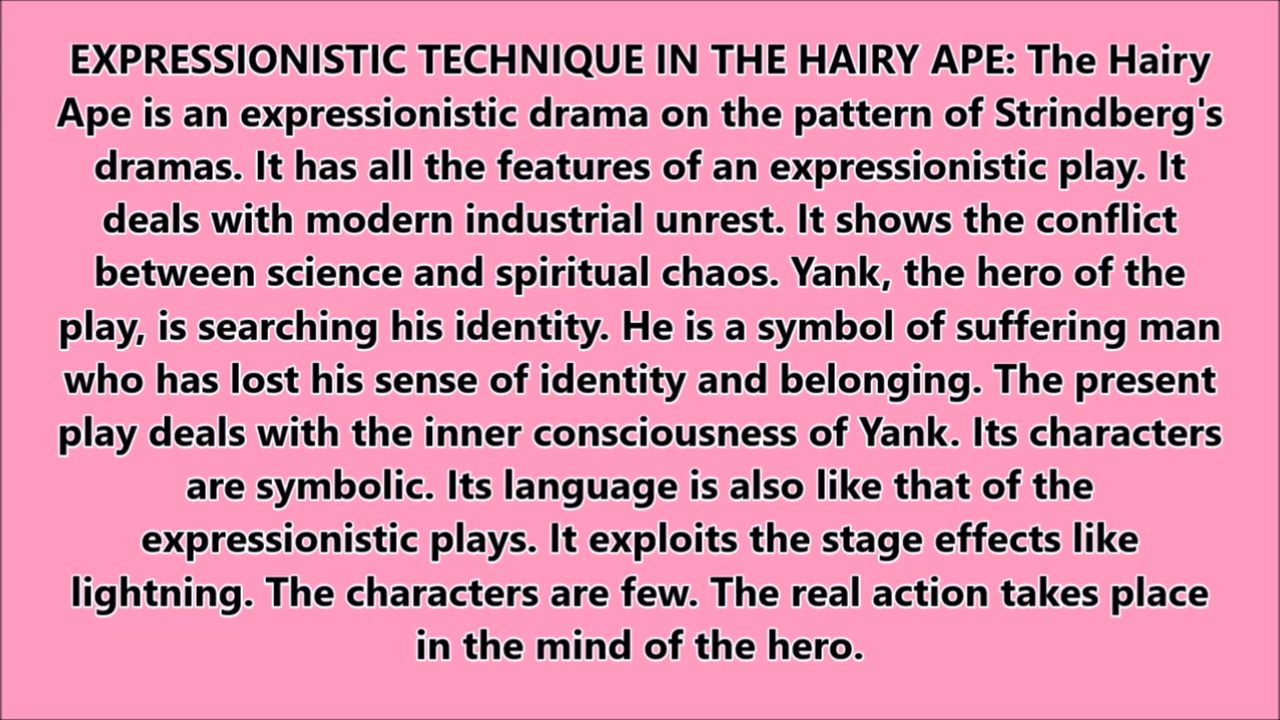 EXPRESSIONISTIC TECHNIQUE IN THE HAIRY APE: The Hairy
Ape is an expressionistic drama on the pattern of Strindberg's
dramas. It has all the features of an expressionistic play. It
deals with modern industrial unrest. It shows the conflict
between science and spiritual chaos. Yank, the hero of the
play, is searching his identity. He is a symbol of suffering man
who has lost his sense of identity and belonging. The present
play deals with the inner consciousness of Yank. Its characters
are symbolic. Its language is also like that of the
expressionistic plays. It exploits the stage effects like
lightning. The characters are few. The real action takes place
in the mind of the hero.